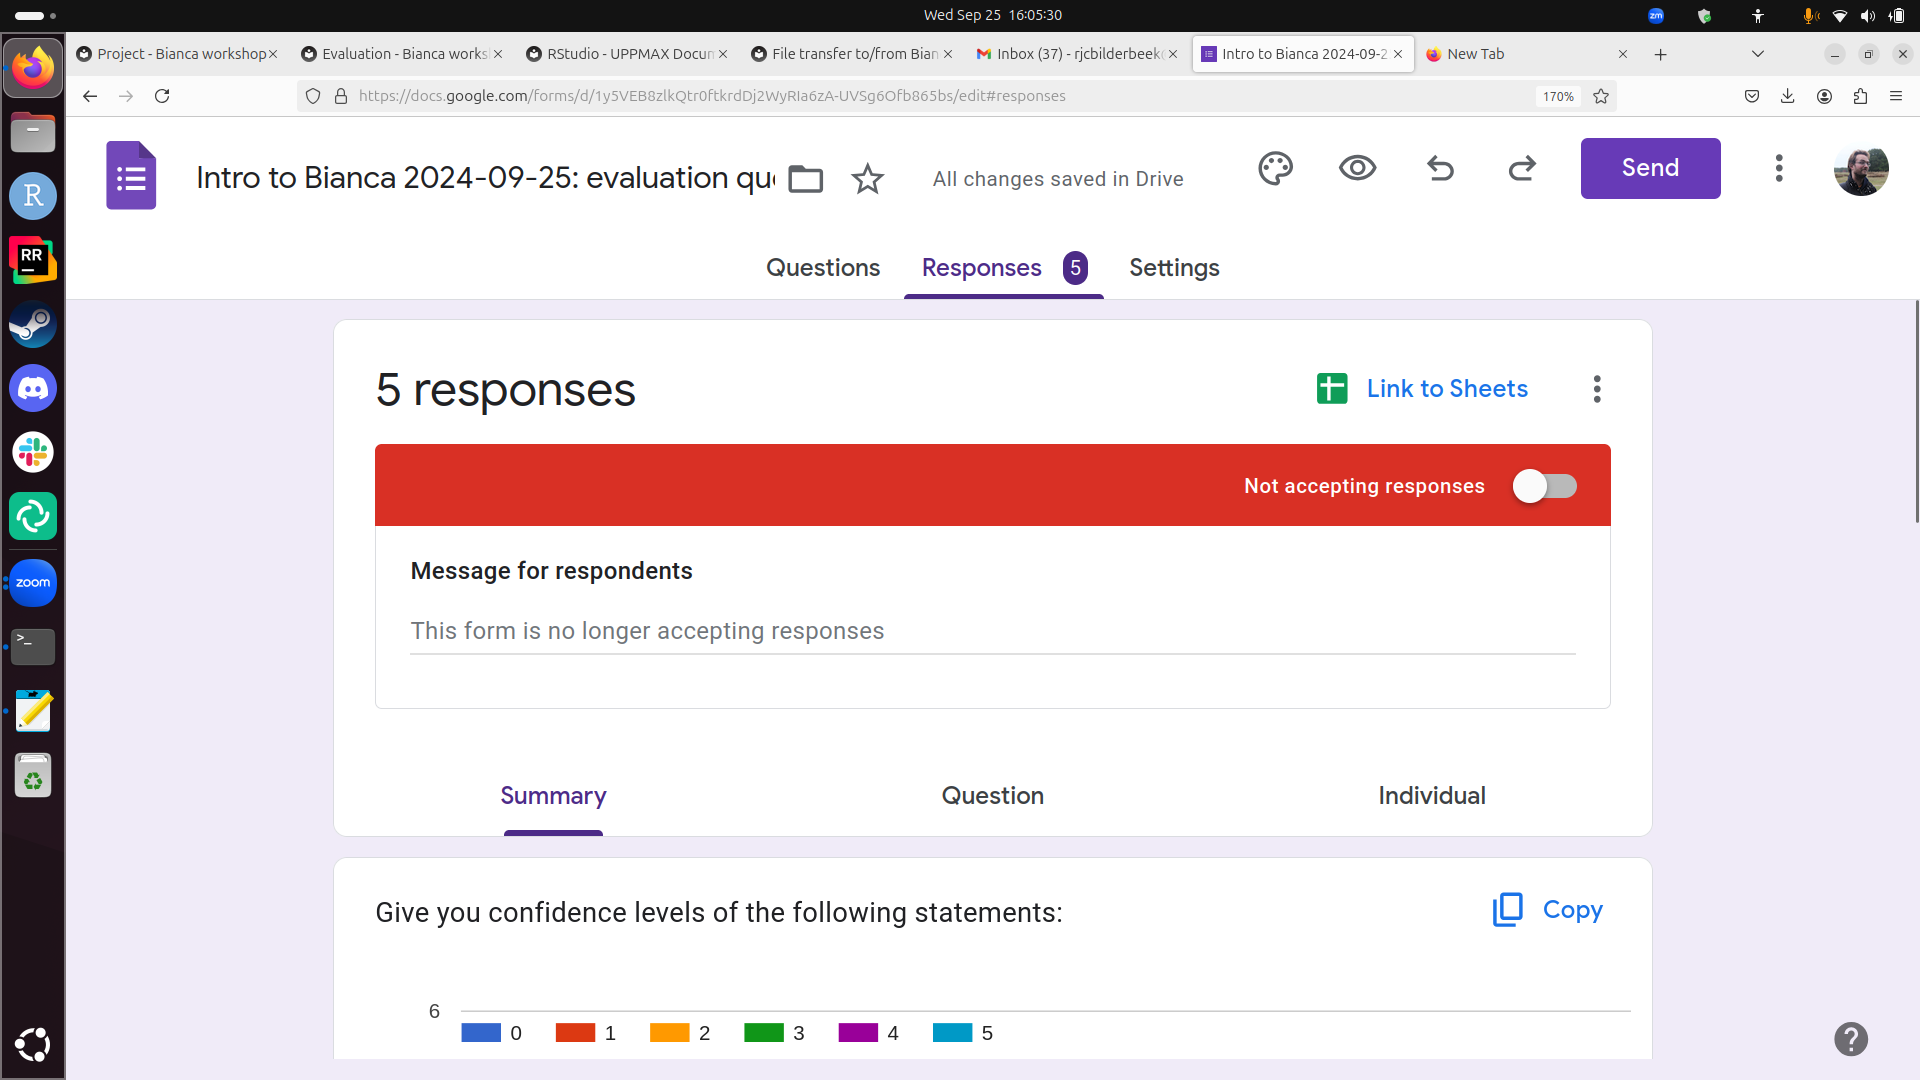 Wed Sep 25 16:05:30
zm
Project - Bianca workshop
Evaluation - Bianca works
RStudio - UPPMAX Docum
File transfer to/from Bian
Inbox (37) - rjcbilderbeek
Intro to Bianca 2024-09-2
New Tab
https://docs.google.com/forms/d/1y5VEB8zlkQtr0ftkrdDj2WyRIa6zA-UVSg6Ofb865bs/edit#responses
170%
Intro to Bianca 2024-09-25: evaluation que
All changes saved in Drive
Send
Questions
Responses 5
Settings
5 responses
Link to Sheets
Not accepting responses
Message for respondents
This form is no longer accepting responses
Summary
Question
Individual
Give you confidence levels of the following statements:
Copy
6
0 1 2 3 4 5
R
RR
zoom
>_